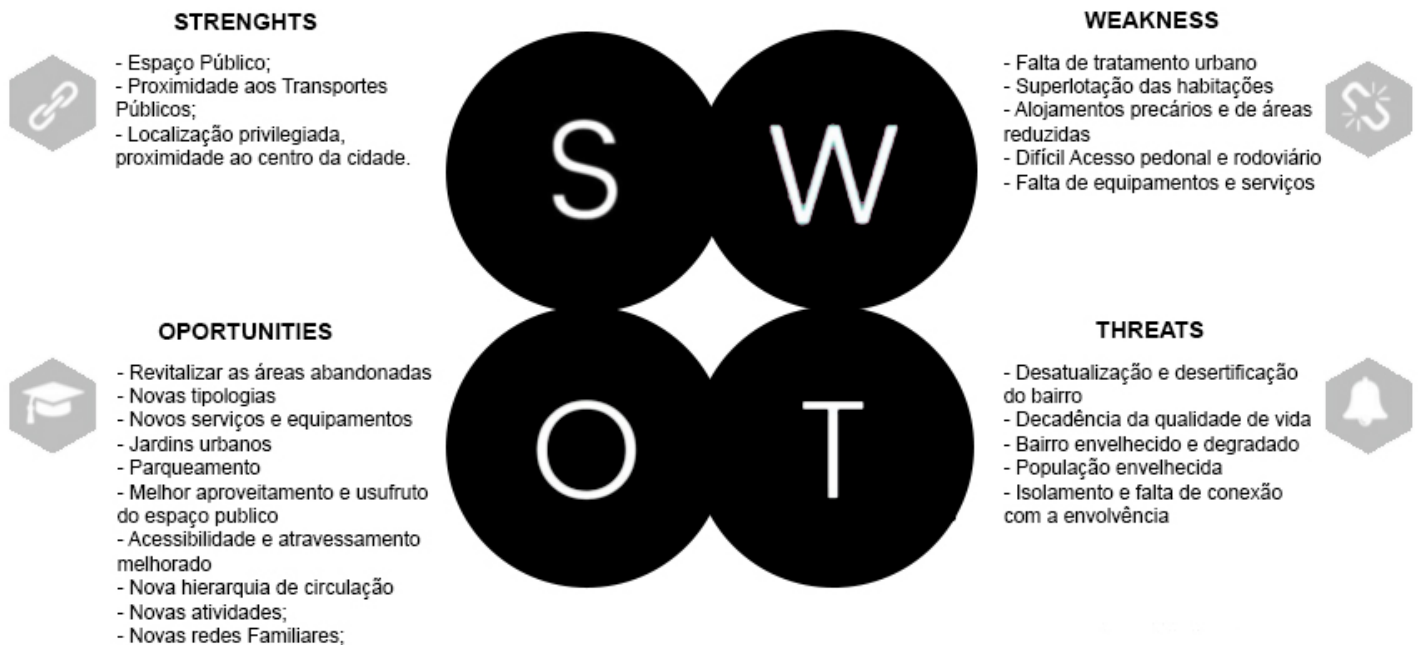 STRENGHTS
- Espaço Público;
- Proximidade aos Transportes
Públicos;
- Localização privilegiada,
proximidade ao centro da cidade.
S
W
WEAKNESS
- Falta de tratamento urbano
- Superlotação das habitações
- Alojamentos precários e de áreas
reduzidas
- Difícil Acesso pedonal e rodoviário
- Falta de equipamentos e serviços
OPORTUNITIES
- Revitalizar as áreas abandonadas
- Novas tipologias
- Novos serviços e equipamentos
- Jardins urbanos
- Parqueamento
- Melhor aproveitamento e usufruto
do espaço publico
- Acessibilidade e atravessamento
melhorado
- Nova hierarquia de circulação
- Novas atividades;
- Novas redes Familiares;
O
T
THREATS
- Desatualização e desertificação
do bairro
- Decadência da qualidade de vida
- Bairro envelhecido e degradado
- População envelhecida
- Isolamento e falta de conexão
com a envolvência